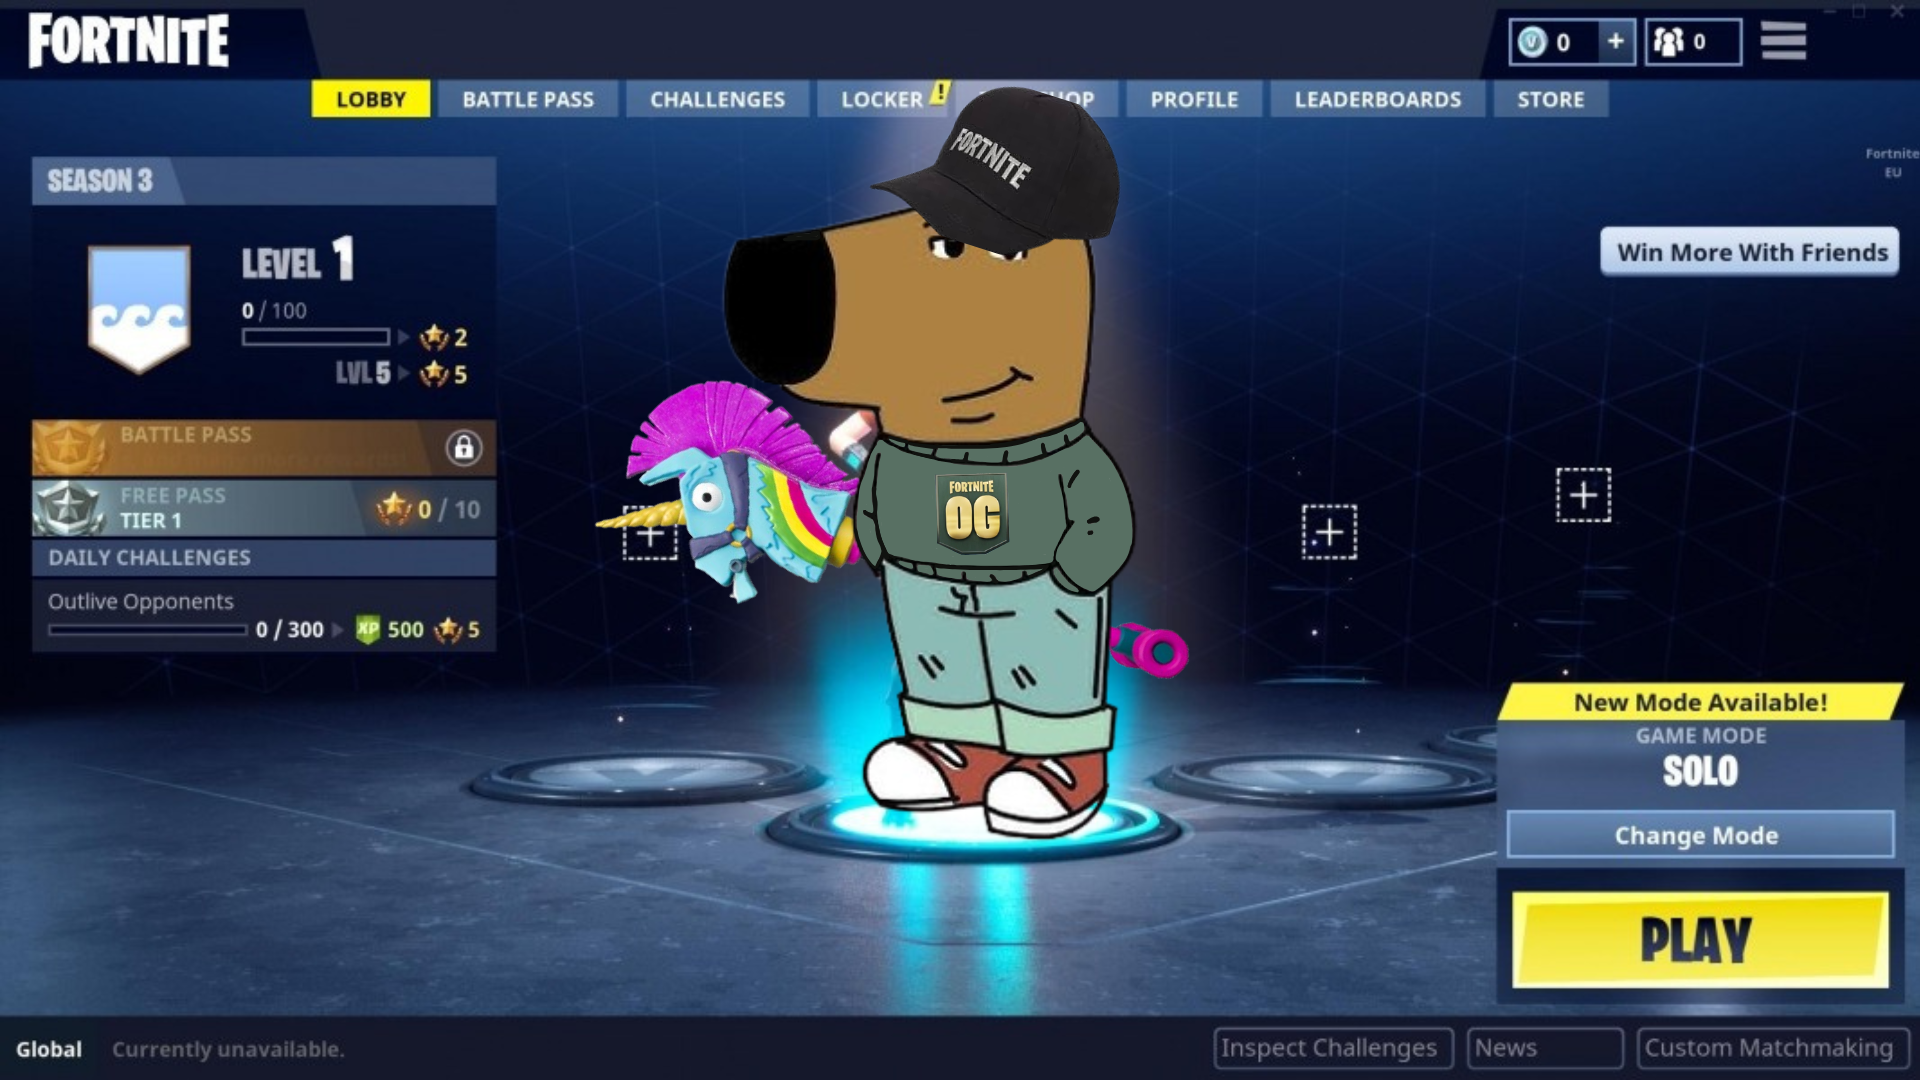 FORTNITE
0 +
0
LOBBY
BATTLE PASS
CHALLENGES
LOCKER !
HOP
PROFILE
LEADERBOARDS
STORE
FORTNITE
Fortnite
EU
SEASON 3
LEVEL 1
0 / 100
2
LVL 5
5
Win More With Friends
BATTLE PASS
FREE PASS
TIER 1
0 / 10
DAILY CHALLENGES
Outlive Opponents
0 / 300
XP 500
5
FORTNITE
OG
New Mode Available!
GAME MODE
SOLO
Change Mode
PLAY
Global
Currently unavailable.
Inspect Challenges
News
Custom Matchmaking